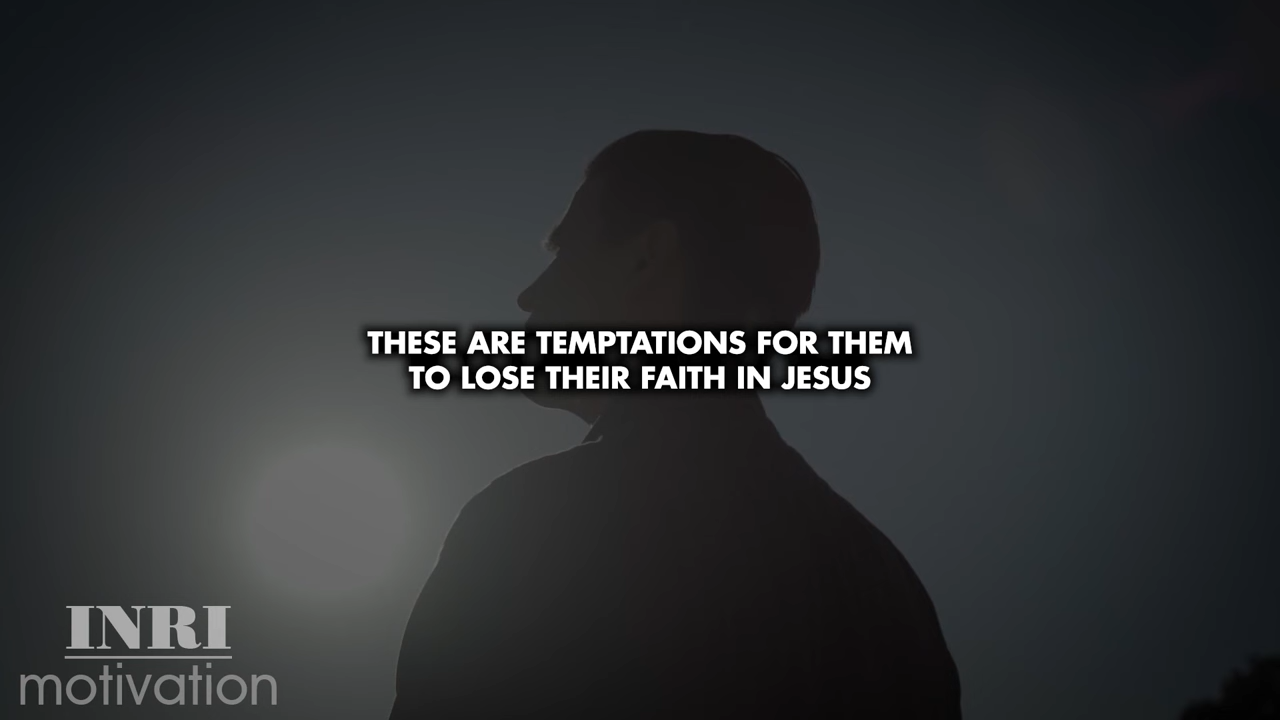 THESE ARE TEMPTATIONS FOR THEM
TO LOSE THEIR FAITH IN JESUS
INRI
motivation